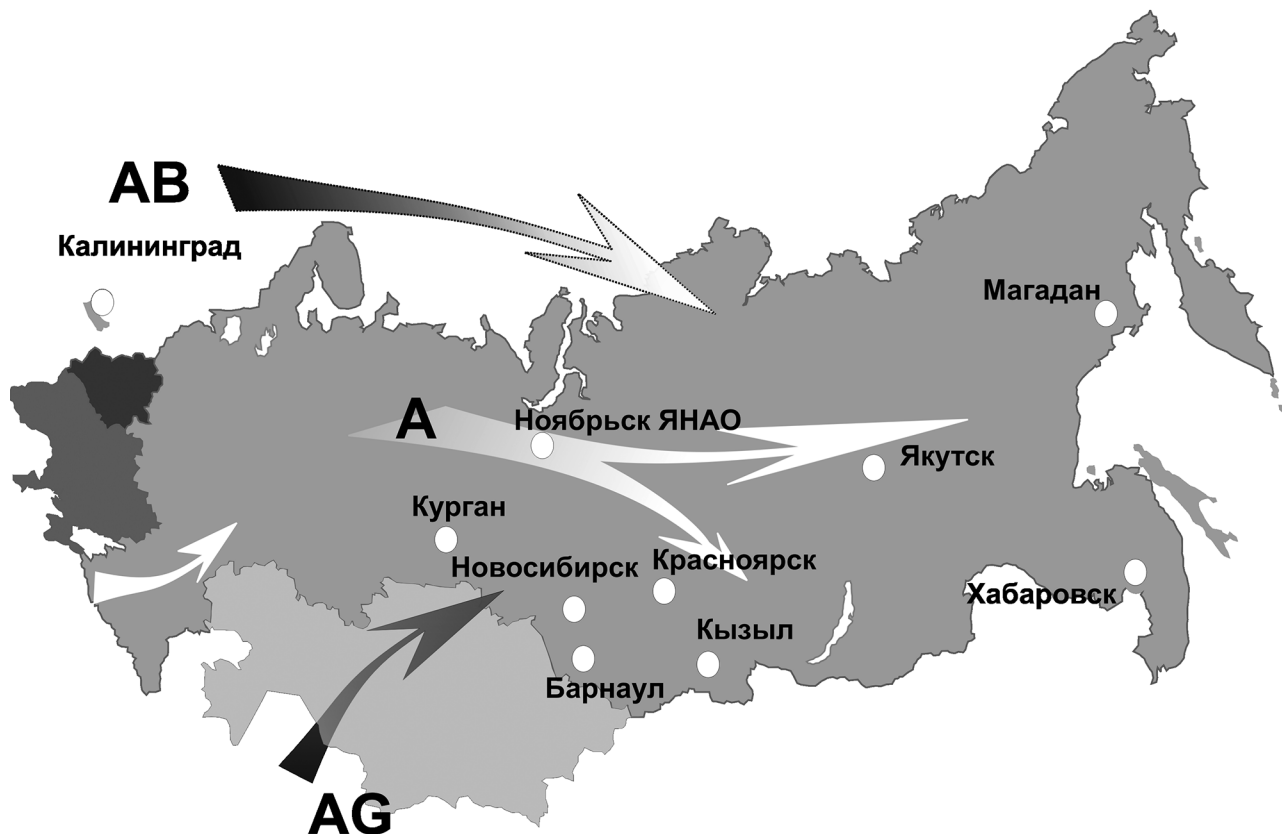 AB
Калининград
Магадан
A
Ноябрьск ЯНАО
Якутск
Курган
Новосибирск
Красноярск
Хабаровск
Кызыл
Барнаул
AG